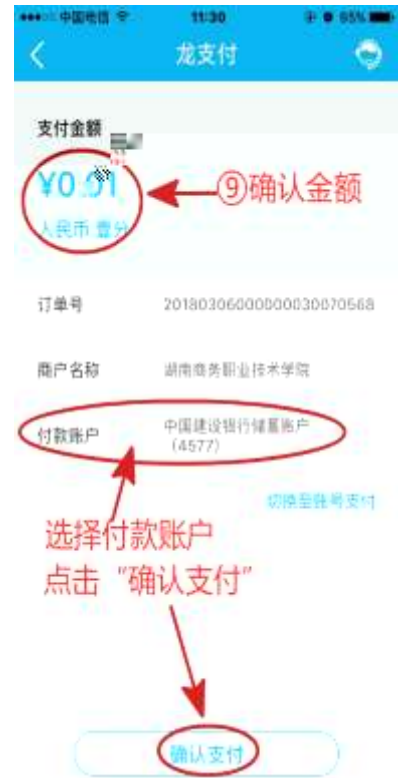 中国电信
11:30
65%
龙支付
支付金额
¥0.01
⑨确认金额
人民币 壹分
订单号
20180306000000030070568
商户名称
湖南商务职业技术学院
付款账户
中国建设银行储蓄账户
(4577)
切换至账号支付
选择付款账户
点击“确认支付”
确认支付